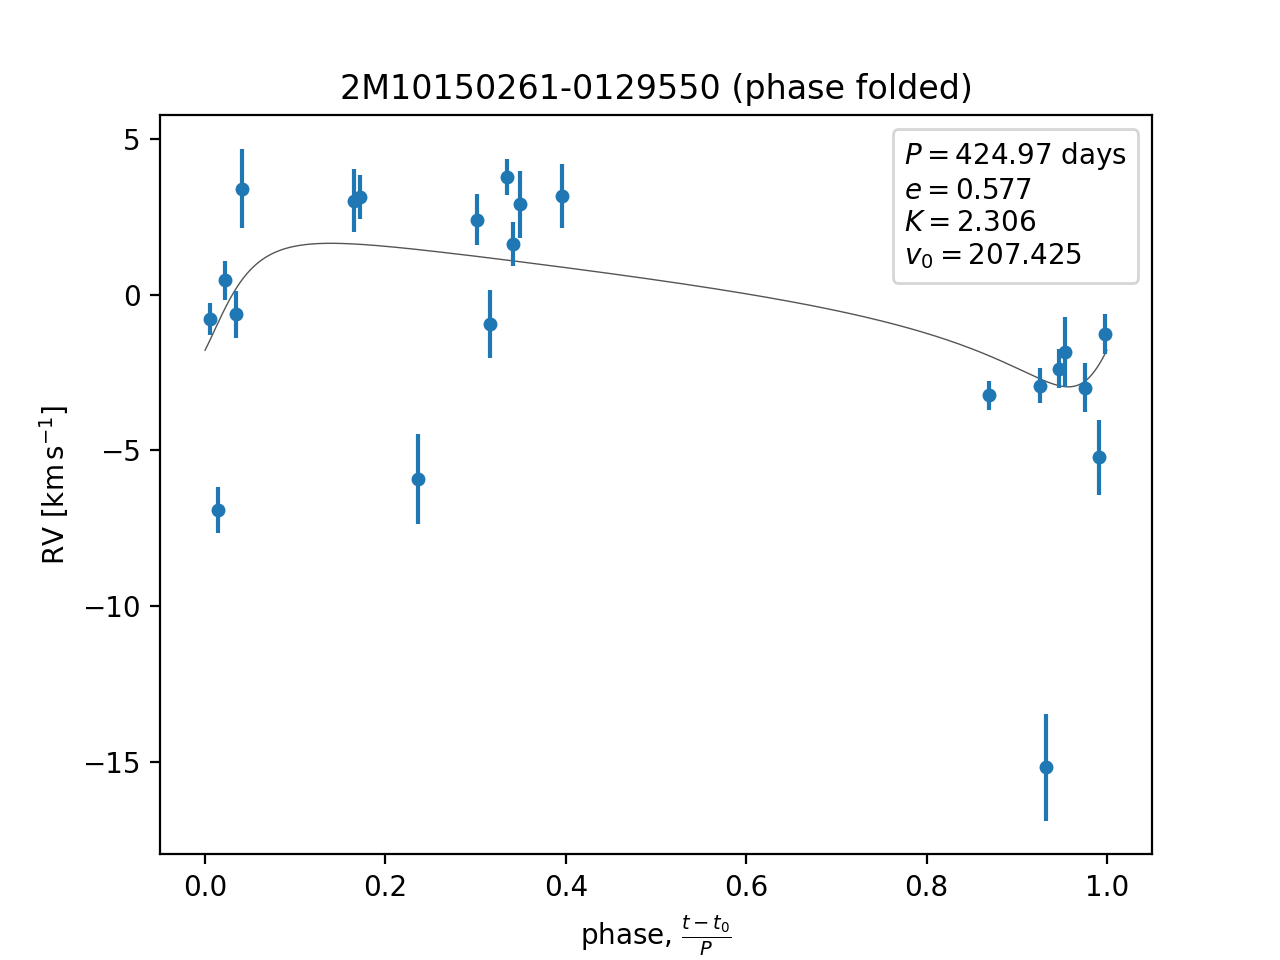 2M10150261-0129550 (phase folded)
P = 424.97 days
e = 0.577
K = 2.306
v₀ = 207.425
5
0
−5
−10
−15
RV [km s⁻¹]
0.0 0.2 0.4 0.6 0.8 1.0
phase, (t − t₀)/P